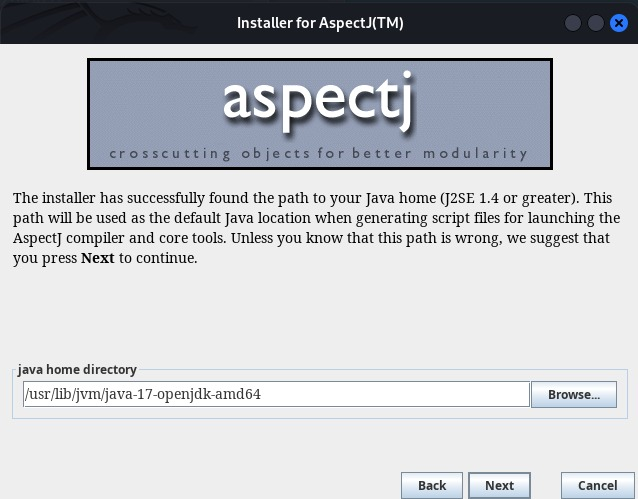 Installer for AspectJ(TM)
aspectj
crosscutting objects for better modularity
The installer has successfully found the path to your Java home (J2SE 1.4 or greater). This
path will be used as the default Java location when generating script files for launching the
AspectJ compiler and core tools. Unless you know that this path is wrong, we suggest that
you press Next to continue.
java home directory
/usr/lib/jvm/java-17-openjdk-amd64
Browse...
Back
Next
Cancel